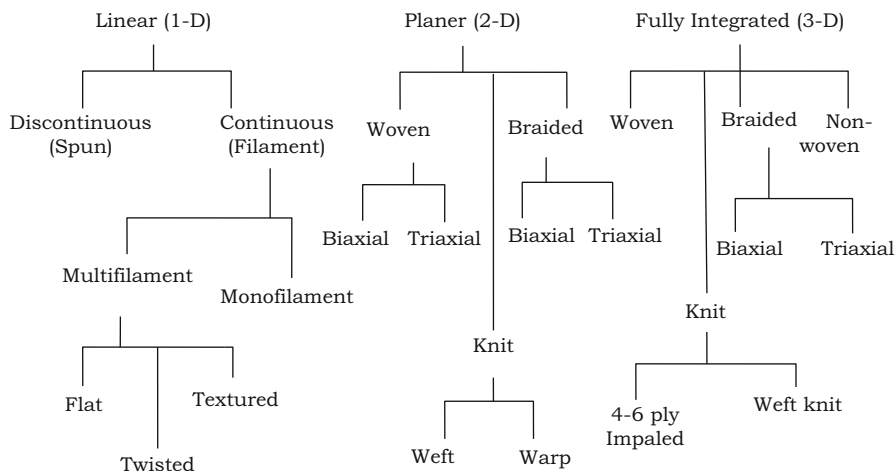 Linear (1-D)
Planer (2-D)
Fully Integrated (3-D)
Discontinuous
(Spun)
Continuous
(Filament)
Woven
Braided
Woven
Braided
Non-
woven
Biaxial
Triaxial
Biaxial
Triaxial
Biaxial
Triaxial
Multifilament
Monofilament
Knit
Knit
Flat
Textured
Twisted
Weft
Warp
4-6 ply
Impaled
Weft knit